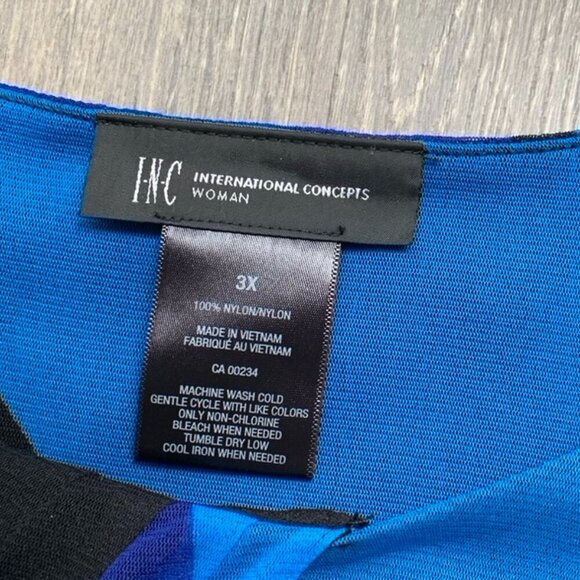 I·N·C INTERNATIONAL CONCEPTS
WOMAN
3X
100% NYLON/NYLON
MADE IN VIETNAM
FABRIQUÉ AU VIETNAM
CA 00234
MACHINE WASH COLD
GENTLE CYCLE WITH LIKE COLORS
ONLY NON-CHLORINE
BLEACH WHEN NEEDED
TUMBLE DRY LOW
COOL IRON WHEN NEEDED